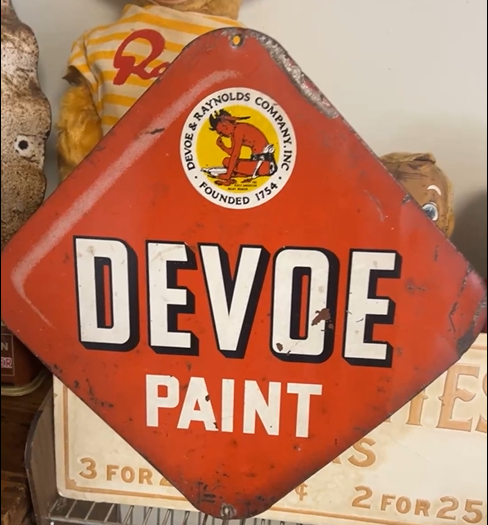 DEVOE & RAYNOLDS COMPANY, INC.
FOUNDED 1754
DEVOE
PAINT
3 FOR
2 FOR 25